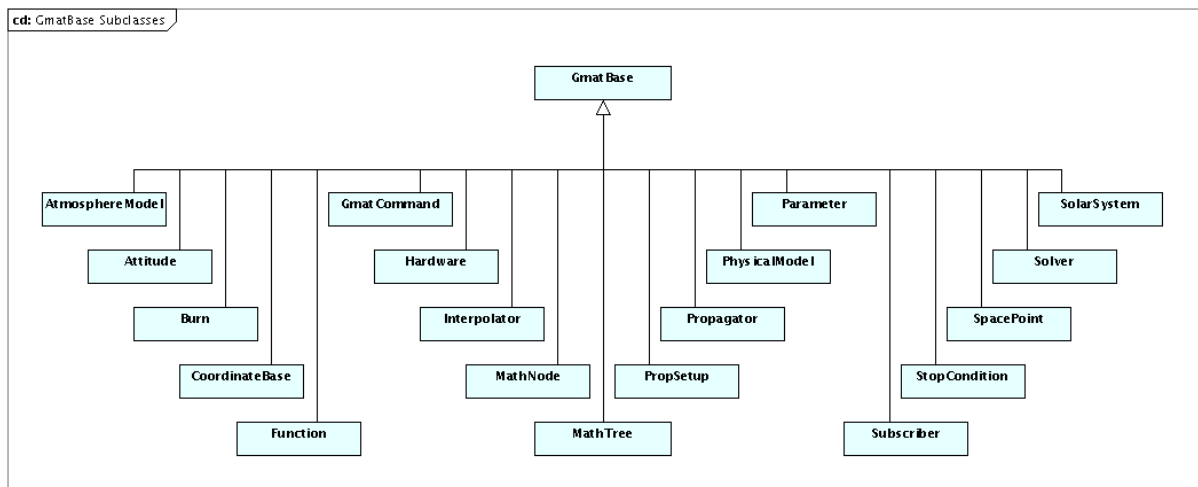 cd: GmatBase Subclasses
GmatBase
AtmosphereModel
GmatCommand
Parameter
SolarSystem
Attitude
Hardware
PhysicalModel
Solver
Burn
Interpolator
Propagator
SpacePoint
CoordinateBase
MathNode
PropSetup
StopCondition
Function
MathTree
Subscriber